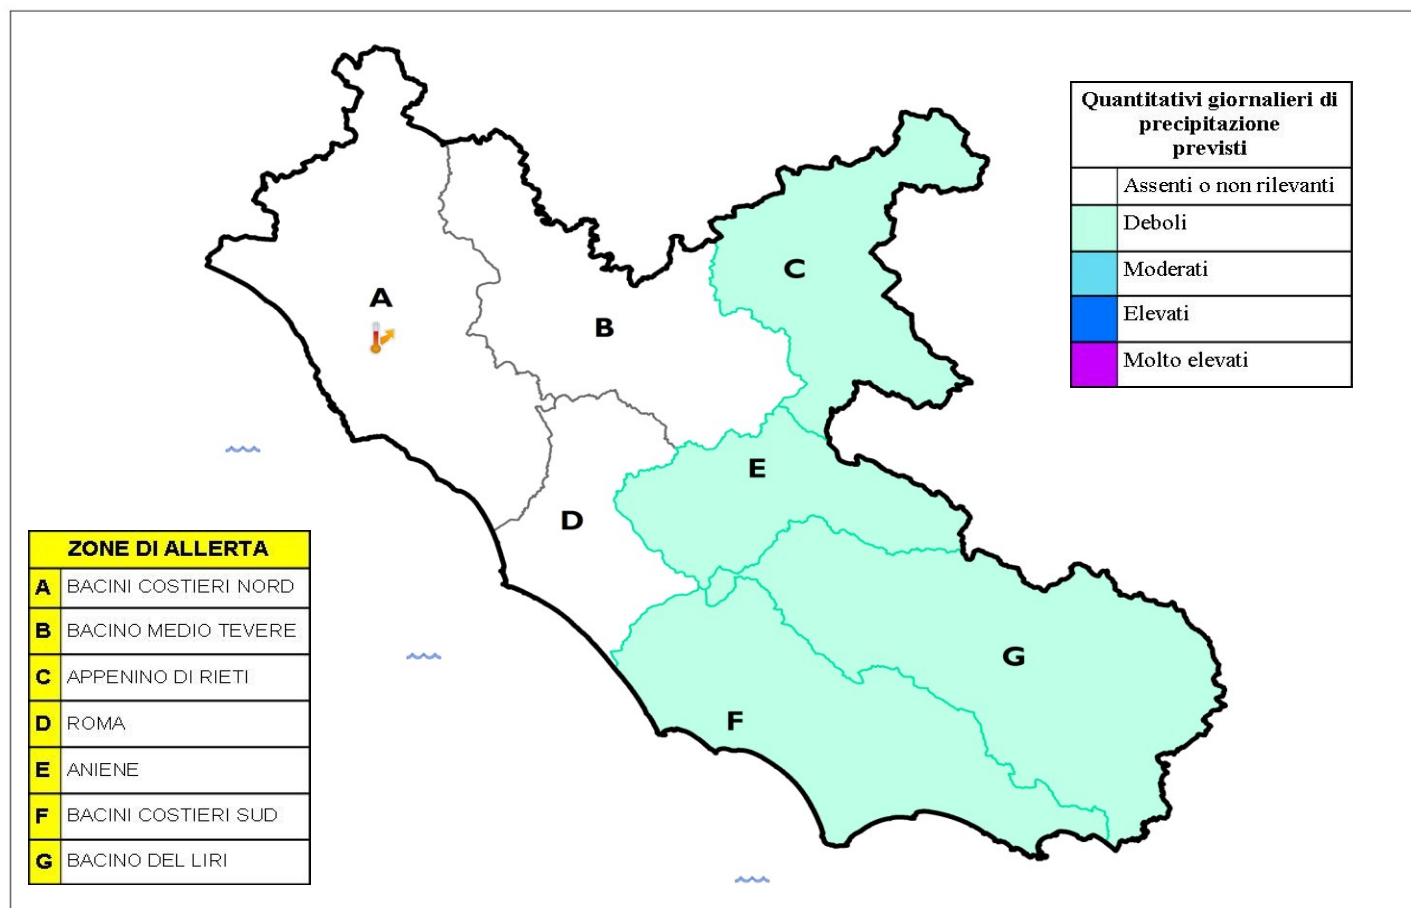 Quantitativi giornalieri di
precipitazione
previsti
Assenti o non rilevanti
Deboli
Moderati
Elevati
Molto elevati
C
A
B
E
D
G
F
ZONE DI ALLERTA
A BACINI COSTIERI NORD
B BACINO MEDIO TEVERE
C APPENINO DI RIETI
D ROMA
E ANIENE
F BACINI COSTIERI SUD
G BACINO DEL LIRI